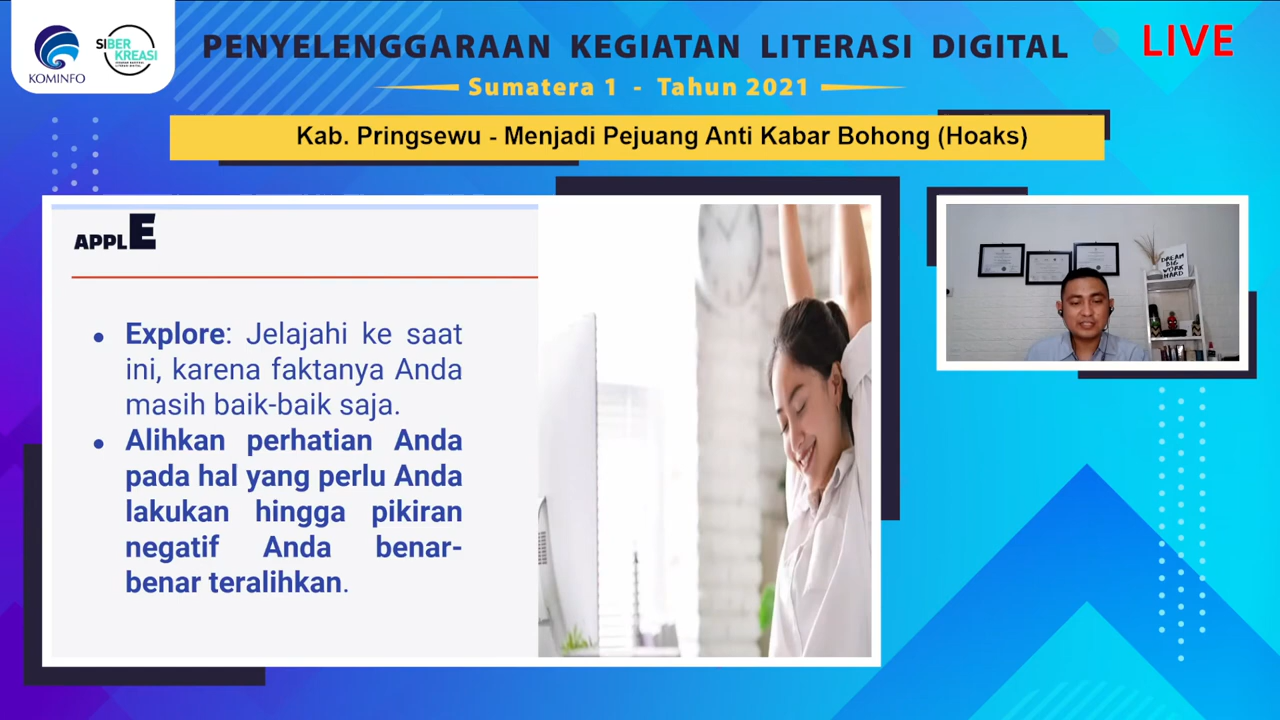 KOMINFO
SIBER
KREASI
PENYELENGGARAAN KEGIATAN LITERASI DIGITAL
LIVE
Sumatera 1 - Tahun 2021
Kab. Pringsewu - Menjadi Pejuang Anti Kabar Bohong (Hoaks)
APPLE
• Explore: Jelajahi ke saat
ini, karena faktanya Anda
masih baik-baik saja.
• Alihkan perhatian Anda
pada hal yang perlu Anda
lakukan hingga pikiran
negatif Anda benar-
benar teralihkan.
DREAM
BIG
WORK
HARD